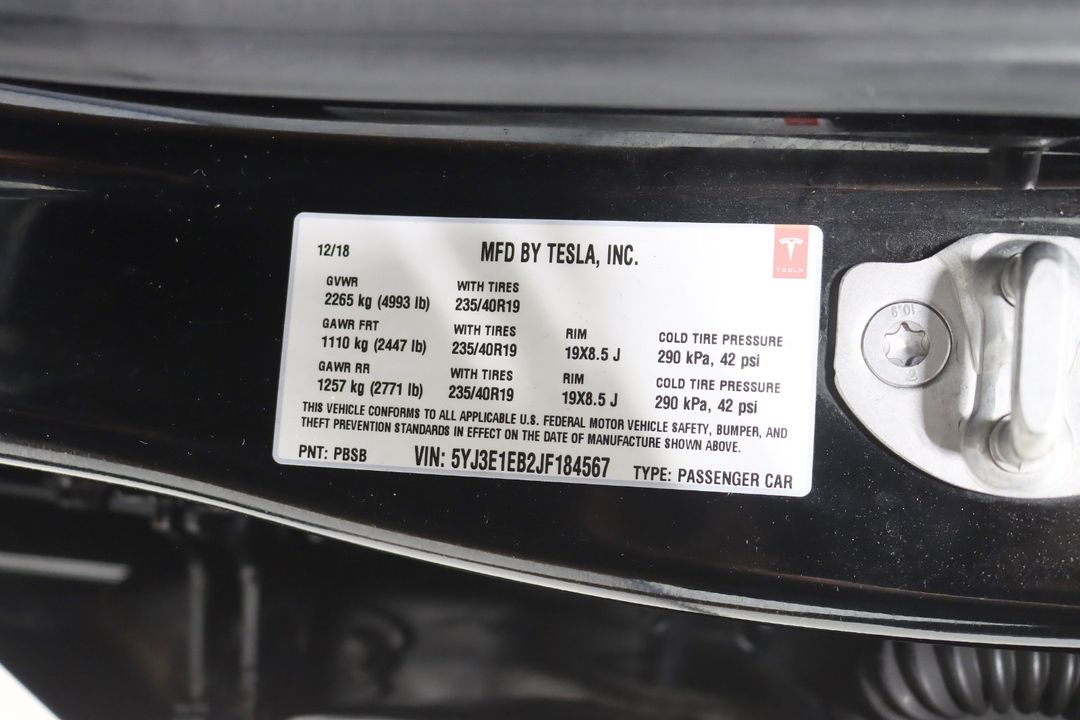 12/18
MFD BY TESLA, INC.
TESLA
GVWR
2265 kg (4993 lb)
WITH TIRES
235/40R19
GAWR FRT
1110 kg (2447 lb)
WITH TIRES
235/40R19
RIM
19X8.5 J
COLD TIRE PRESSURE
290 kPa, 42 psi
GAWR RR
1257 kg (2771 lb)
WITH TIRES
235/40R19
RIM
19X8.5 J
COLD TIRE PRESSURE
290 kPa, 42 psi
THIS VEHICLE CONFORMS TO ALL APPLICABLE U.S. FEDERAL MOTOR VEHICLE SAFETY, BUMPER, AND
THEFT PREVENTION STANDARDS IN EFFECT ON THE DATE OF MANUFACTURE SHOWN ABOVE.
PNT: PBSB
VIN: 5YJ3E1EB2JF184567
TYPE: PASSENGER CAR
10.9